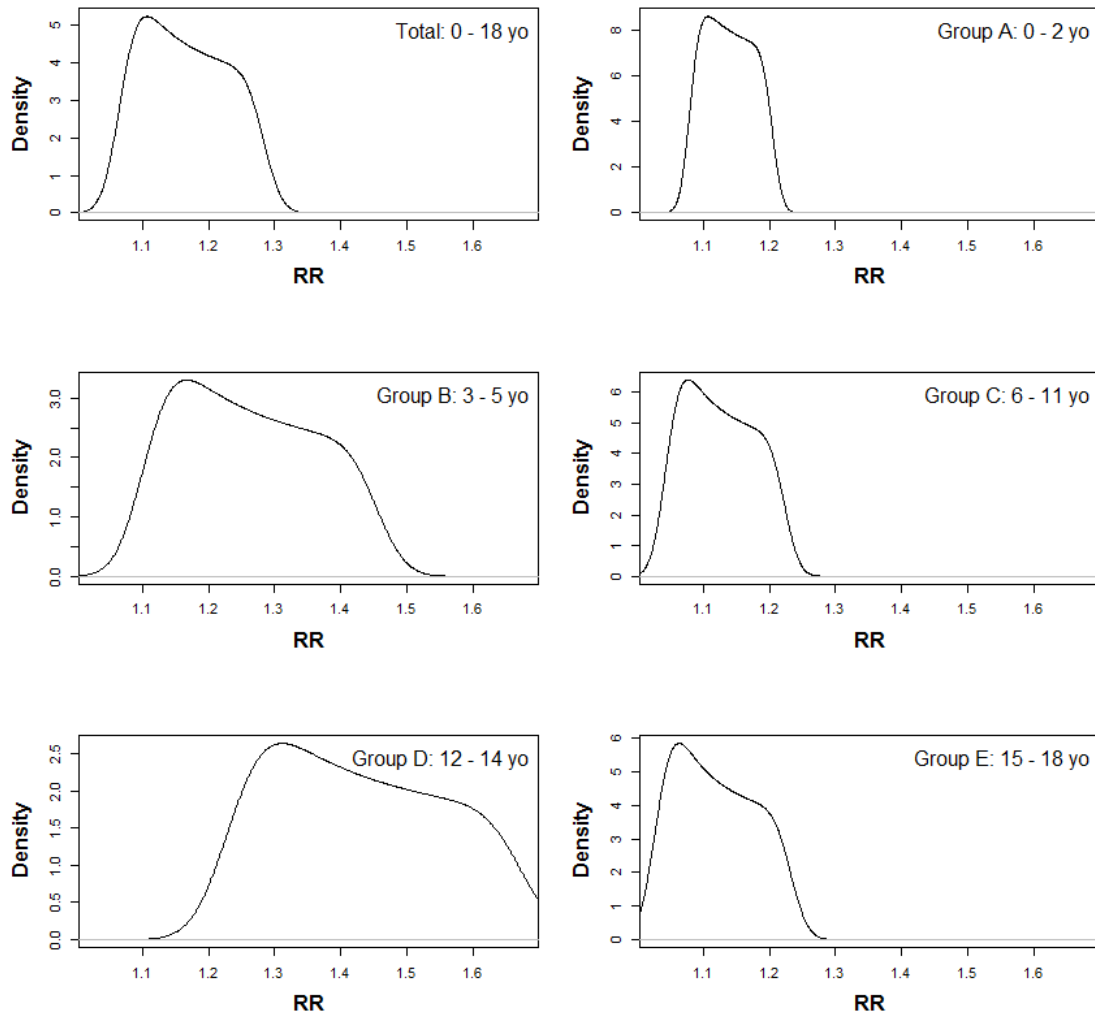 Total: 0 - 18 yo
Density
0 1 2 3 4 5
1.1 1.2 1.3 1.4 1.5 1.6
RR
Group A: 0 - 2 yo
Density
0 2 4 6 8
1.1 1.2 1.3 1.4 1.5 1.6
RR
Group B: 3 - 5 yo
Density
0.0 1.0 2.0 3.0
1.1 1.2 1.3 1.4 1.5 1.6
RR
Group C: 6 - 11 yo
Density
0 1 2 3 4 5 6
1.1 1.2 1.3 1.4 1.5 1.6
RR
Group D: 12 - 14 yo
Density
0.0 0.5 1.0 1.5 2.0 2.5
1.1 1.2 1.3 1.4 1.5 1.6
RR
Group E: 15 - 18 yo
Density
0 1 2 3 4 5 6
1.1 1.2 1.3 1.4 1.5 1.6
RR